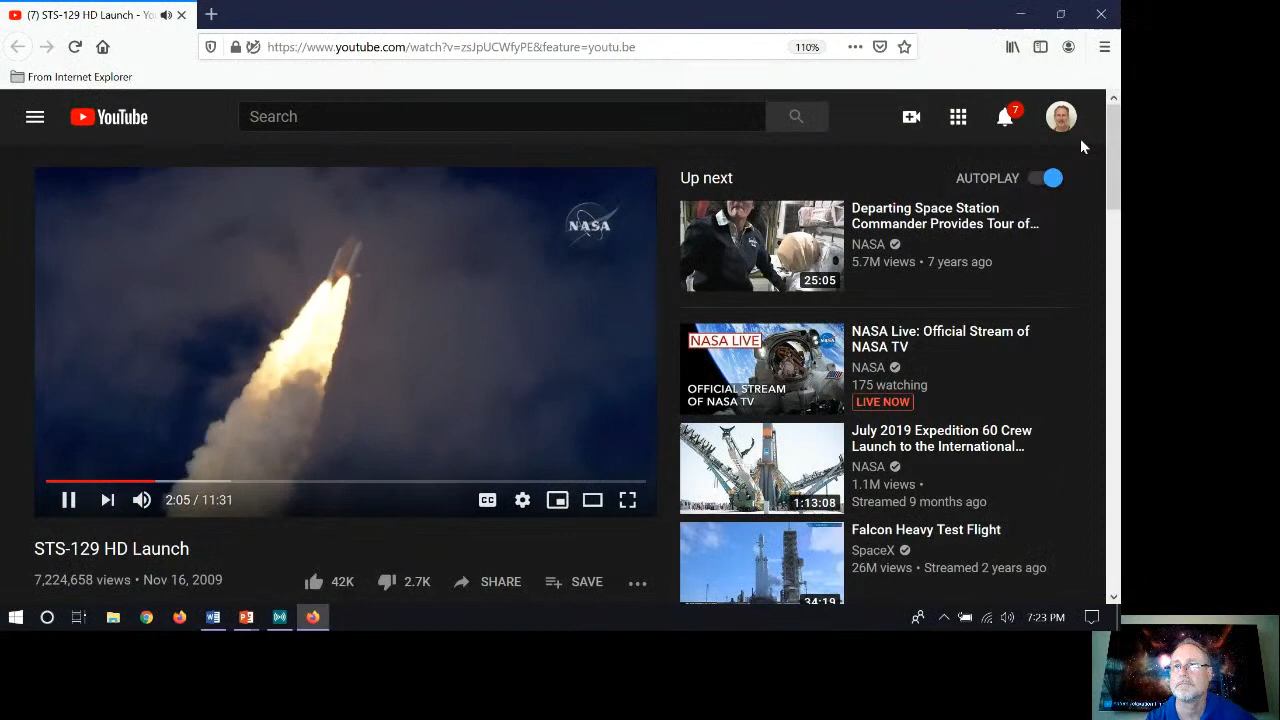 (7) STS-129 HD Launch - Yo
https://www.youtube.com/watch?v=zsJpUCWfyPE&feature=youtu.be
110%
From Internet Explorer
YouTube
Search
7
NASA
2:05 / 11:31
CC
STS-129 HD Launch
7,224,658 views • Nov 16, 2009
42K
2.7K
SHARE
SAVE
Up next
AUTOPLAY
25:05
Departing Space Station
Commander Provides Tour of...
NASA
5.7M views • 7 years ago
NASA LIVE
OFFICIAL STREAM
OF NASA TV
NASA Live: Official Stream of
NASA TV
NASA
175 watching
LIVE NOW
1:13:08
July 2019 Expedition 60 Crew
Launch to the International...
NASA
1.1M views •
Streamed 9 months ago
34:19
Falcon Heavy Test Flight
SpaceX
26M views • Streamed 2 years ago
7:23 PM